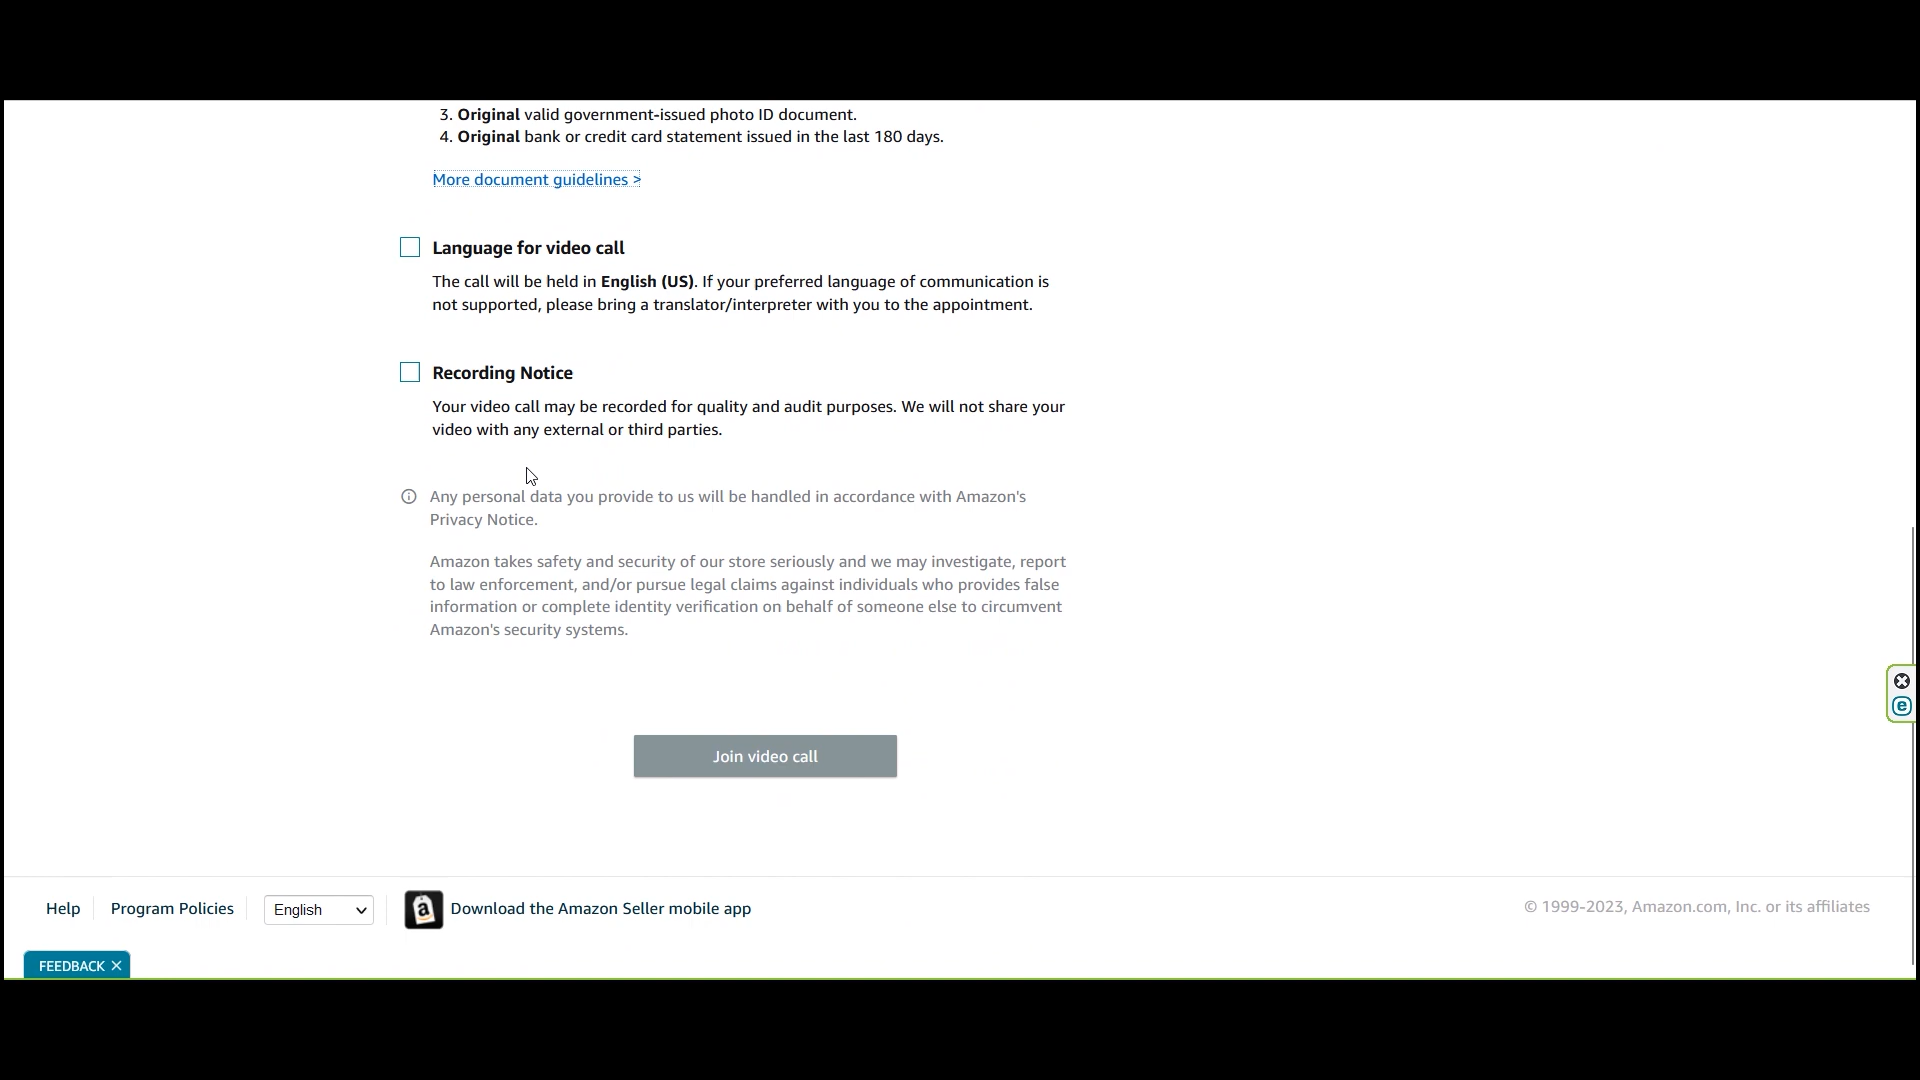 3. Original valid government-issued photo ID document.
4. Original bank or credit card statement issued in the last 180 days.
More document guidelines >
Language for video call
The call will be held in English (US). If your preferred language of communication is
not supported, please bring a translator/interpreter with you to the appointment.
Recording Notice
Your video call may be recorded for quality and audit purposes. We will not share your
video with any external or third parties.
Any personal data you provide to us will be handled in accordance with Amazon's
Privacy Notice.
Amazon takes safety and security of our store seriously and we may investigate, report
to law enforcement, and/or pursue legal claims against individuals who provides false
information or complete identity verification on behalf of someone else to circumvent
Amazon's security systems.
Join video call
Help Program Policies English a Download the Amazon Seller mobile app © 1999-2023, Amazon.com, Inc. or its affiliates
FEEDBACK ×
e